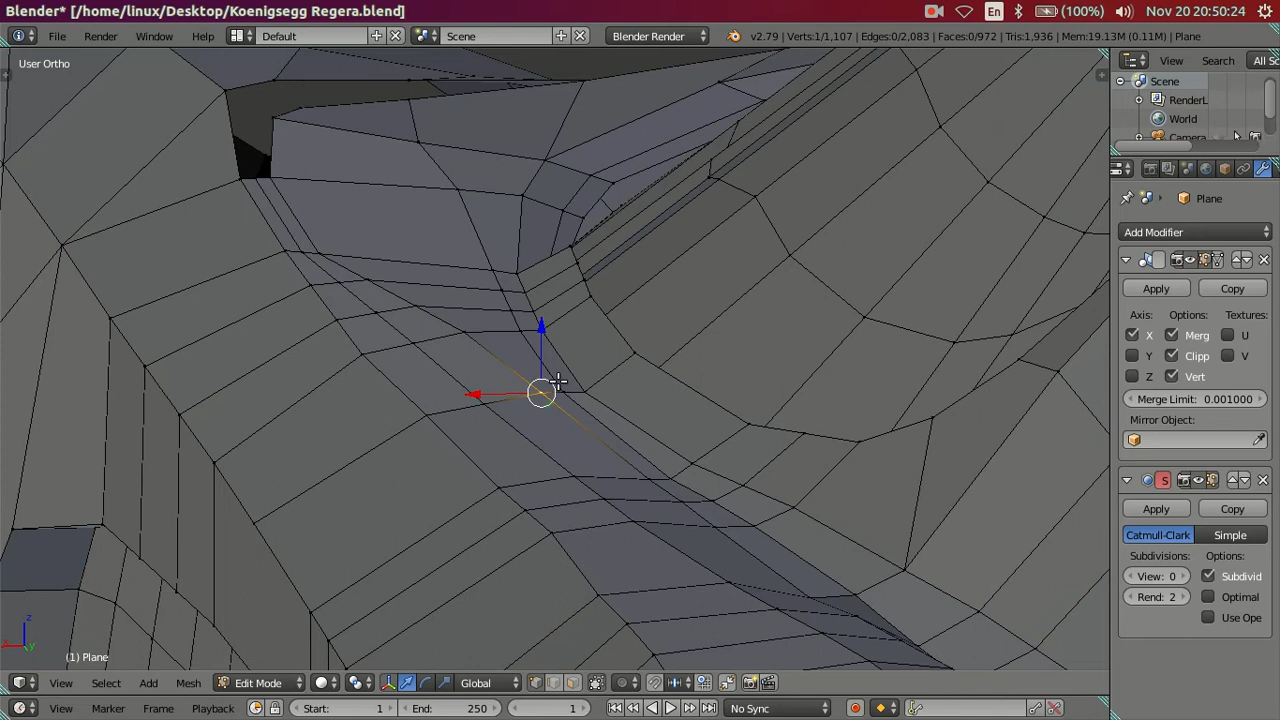 Blender* [/home/linux/Desktop/Koenigsegg Regera.blend]
En
(100%)
Nov 20 20:50:24
File Render Window Help
Default
Scene
Blender Render
v2.79 | Verts:1/1,107 | Edges:0/2,083 | Faces:0/972 | Tris:1,936 | Mem:19.13M (0.11M) | Plane
User Ortho
View Search All Sc
Scene
RenderL
World
Camera
Plane
Add Modifier
Apply Copy
Axis: Options: Textures:
X Merg U
Y Clipp V
Z Vert
Merge Limit: 0.001000
Mirror Object:
S
Apply Copy
Catmull-Clark Simple
Subdivisions: Options:
View: 0 Subdivid
Rend: 2 Optimal
Use Ope
z
x
y
(1) Plane
View Select Add Mesh Edit Mode Global
View Marker Frame Playback Start: 1 End: 250 1 No Sync